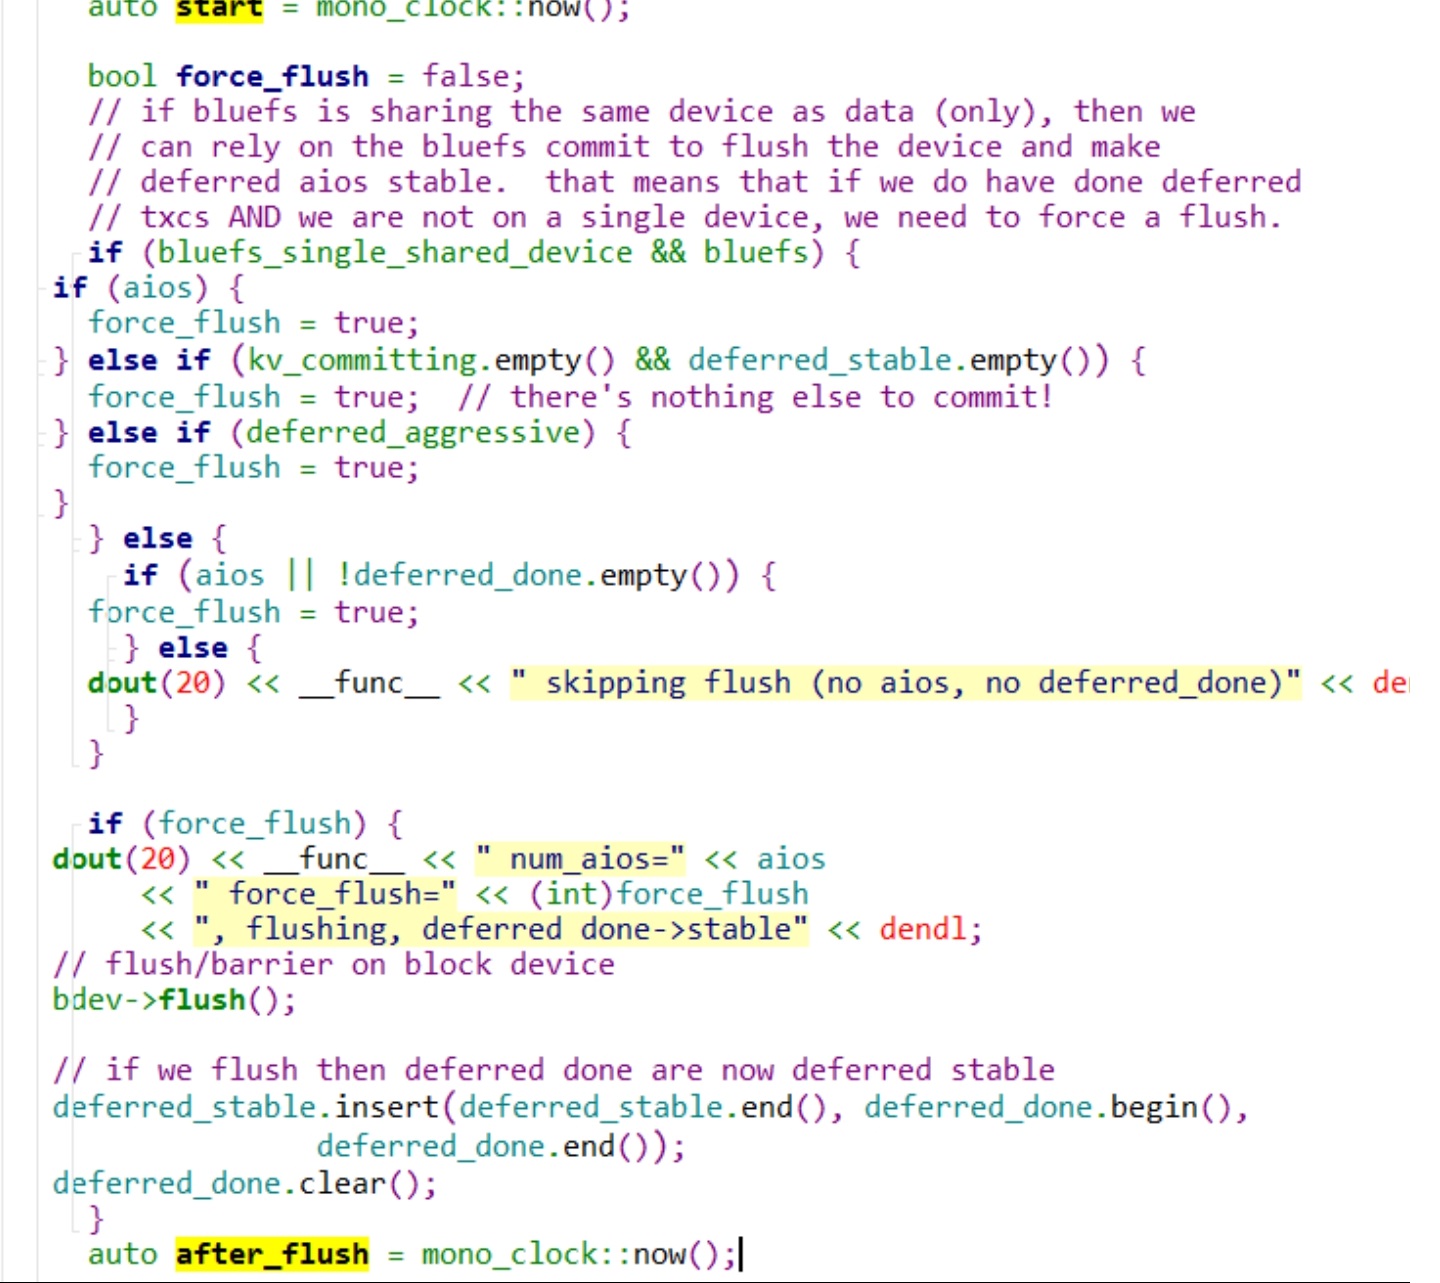 auto start = mono_clock::now();
bool force_flush = false;
// if bluefs is sharing the same device as data (only), then we
// can rely on the bluefs commit to flush the device and make
// deferred aios stable.  that means that if we do have done deferred
// txcs AND we are not on a single device, we need to force a flush.
if (bluefs_single_shared_device && bluefs) {
if (aios) {
force_flush = true;
} else if (kv_committing.empty() && deferred_stable.empty()) {
force_flush = true;  // there's nothing else to commit!
} else if (deferred_aggressive) {
force_flush = true;
}
} else {
if (aios || !deferred_done.empty()) {
force_flush = true;
} else {
dout(20) << __func__ << " skipping flush (no aios, no deferred_done)" <<
}
}
if (force_flush) {
dout(20) << __func__ << " num_aios=" << aios
<< " force_flush=" << (int)force_flush
<< ", flushing, deferred done->stable" << dendl;
// flush/barrier on block device
bdev->flush();
// if we flush then deferred done are now deferred stable
deferred_stable.insert(deferred_stable.end(), deferred_done.begin(),
deferred_done.end());
deferred_done.clear();
}
auto after_flush = mono_clock::now();